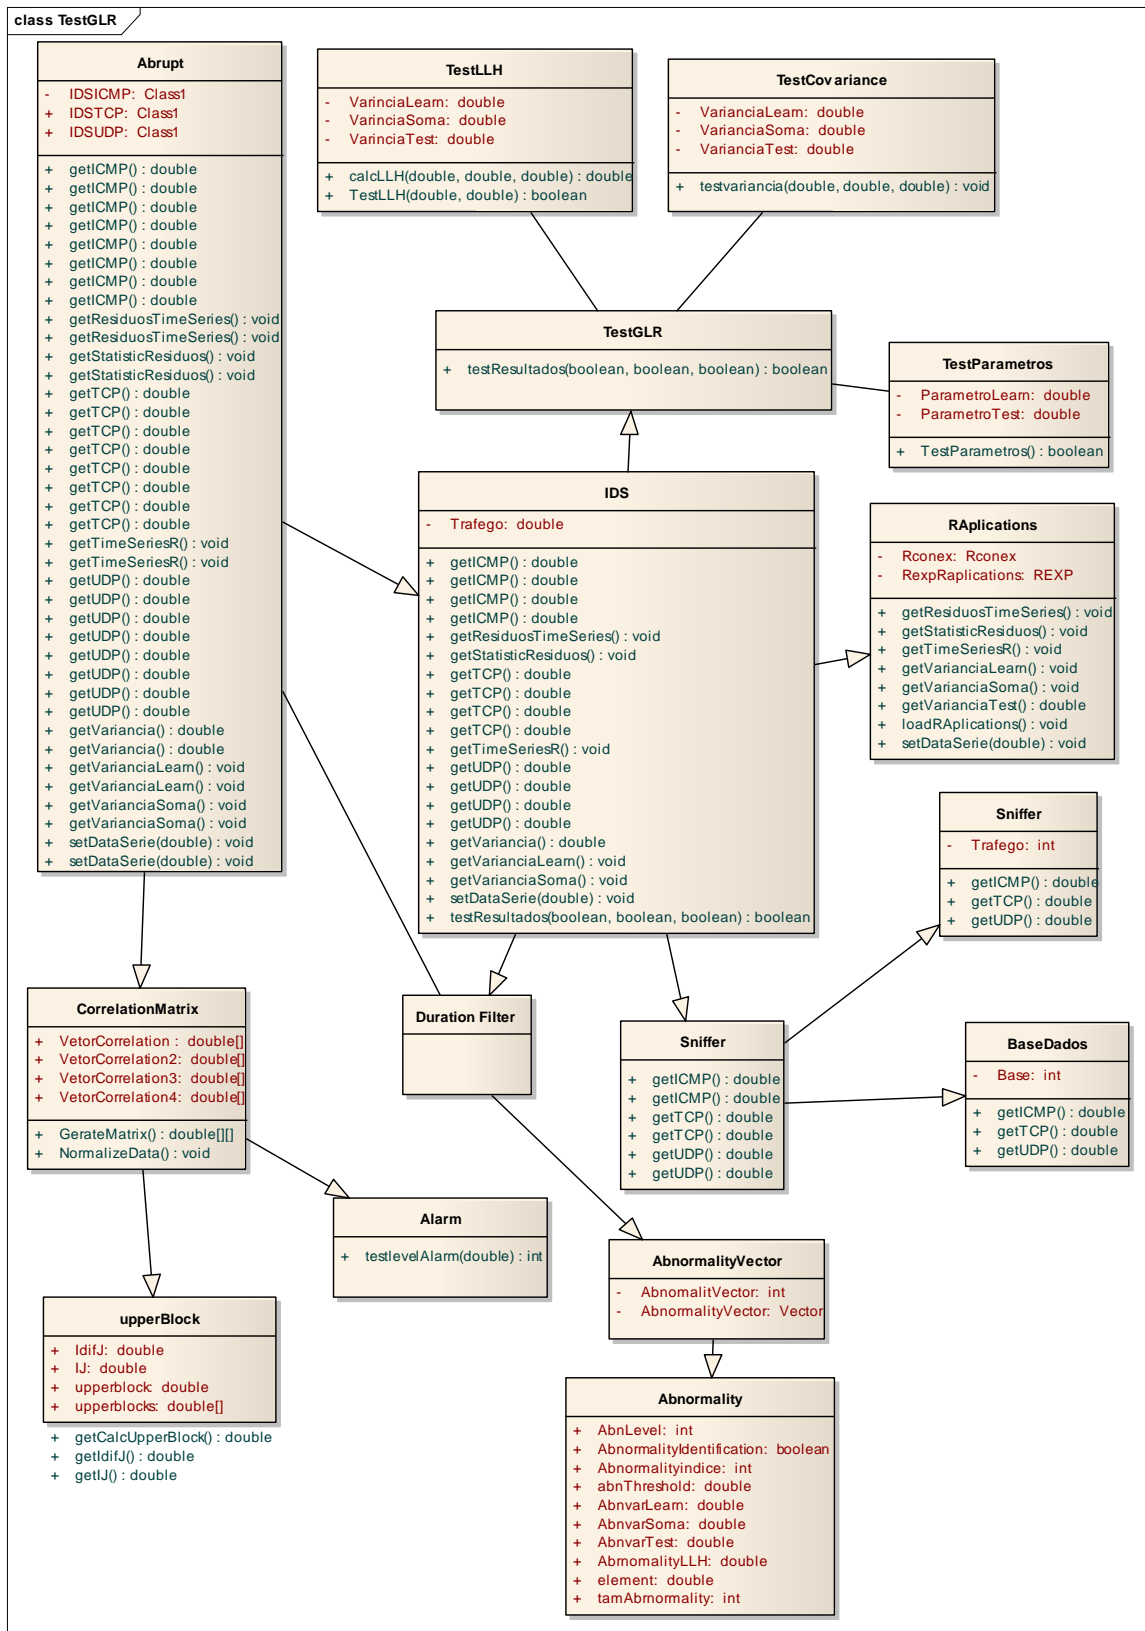 class TestGLR
Abrupt
- IDSICMP: Class1
+ IDSTCP: Class1
+ IDSUDP: Class1
+ getICMP() : double
+ getICMP() : double
+ getICMP() : double
+ getICMP() : double
+ getICMP() : double
+ getICMP() : double
+ getICMP() : double
+ getICMP() : double
+ getResiduosTimeSeries() : void
+ getResiduosTimeSeries() : void
+ getStatisticResiduos() : void
+ getStatisticResiduos() : void
+ getTCP() : double
+ getTCP() : double
+ getTCP() : double
+ getTCP() : double
+ getTCP() : double
+ getTCP() : double
+ getTCP() : double
+ getTCP() : double
+ getTimeSeriesR() : void
+ getTimeSeriesR() : void
+ getUDP() : double
+ getUDP() : double
+ getUDP() : double
+ getUDP() : double
+ getUDP() : double
+ getUDP() : double
+ getUDP() : double
+ getUDP() : double
+ getVariancia() : double
+ getVariancia() : double
+ getVarianciaLearn() : void
+ getVarianciaLearn() : void
+ getVarianciaSoma() : void
+ getVarianciaSoma() : void
+ setDataSerie(double) : void
+ setDataSerie(double) : void
TestLLH
- VarinciaLearn: double
- VarinciaSoma: double
- VarinciaTest: double
+ calcLLH(double, double, double) : double
+ TestLLH(double, double) : boolean
TestCovariance
- VarianciaLearn: double
- VarianciaSoma: double
- VarianciaTest: double
+ testvariancia(double, double, double) : void
TestGLR
+ testResultados(boolean, boolean, boolean) : boolean
TestParametros
- ParametroLearn: double
- ParametroTest: double
+ TestParametros() : boolean
IDS
- Trafego: double
+ getICMP() : double
+ getICMP() : double
+ getICMP() : double
+ getICMP() : double
+ getResiduosTimeSeries() : void
+ getStatisticResiduos() : void
+ getTCP() : double
+ getTCP() : double
+ getTCP() : double
+ getTCP() : double
+ getTimeSeriesR() : void
+ getUDP() : double
+ getUDP() : double
+ getUDP() : double
+ getUDP() : double
+ getVariancia() : double
+ getVarianciaLearn() : void
+ getVarianciaSoma() : void
+ setDataSerie(double) : void
+ testResultados(boolean, boolean, boolean) : boolean
RAplications
- Rconex: Rconex
- RexpRaplications: REXP
+ getResiduosTimeSeries() : void
+ getStatisticResiduos() : void
+ getTimeSeriesR() : void
+ getVarianciaLearn() : void
+ getVarianciaSoma() : void
+ getVarianciaTest() : double
+ loadRAplications() : void
+ setDataSerie(double) : void
Sniffer
- Trafego: int
+ getICMP() : double
+ getTCP() : double
+ getUDP() : double
CorrelationMatrix
+ VetorCorrelation : double[]
+ VetorCorrelation2: double[]
+ VetorCorrelation3: double[]
+ VetorCorrelation4: double[]
+ GerateMatrix() : double[][]
+ NormalizeData() : void
Duration Filter
Sniffer
+ getICMP() : double
+ getICMP() : double
+ getTCP() : double
+ getTCP() : double
+ getUDP() : double
+ getUDP() : double
BaseDados
- Base: int
+ getICMP() : double
+ getTCP() : double
+ getUDP() : double
Alarm
+ testlevelAlarm(double) : int
AbnormalityVector
- AbnomalitVector: int
- AbnormalityVector: Vector
upperBlock
+ IdifJ: double
+ IJ: double
+ upperblock: double
+ upperblocks: double[]
+ getCalcUpperBlock() : double
+ getIdifJ() : double
+ getIJ() : double
Abnormality
+ AbnLevel: int
+ AbnormalityIdentification: boolean
+ Abnormalityindice: int
+ abnThreshold: double
+ AbnvarLearn: double
+ AbnvarSoma: double
+ AbnvarTest: double
+ AbrnomalityLLH: double
+ element: double
+ tamAbrnormality: int